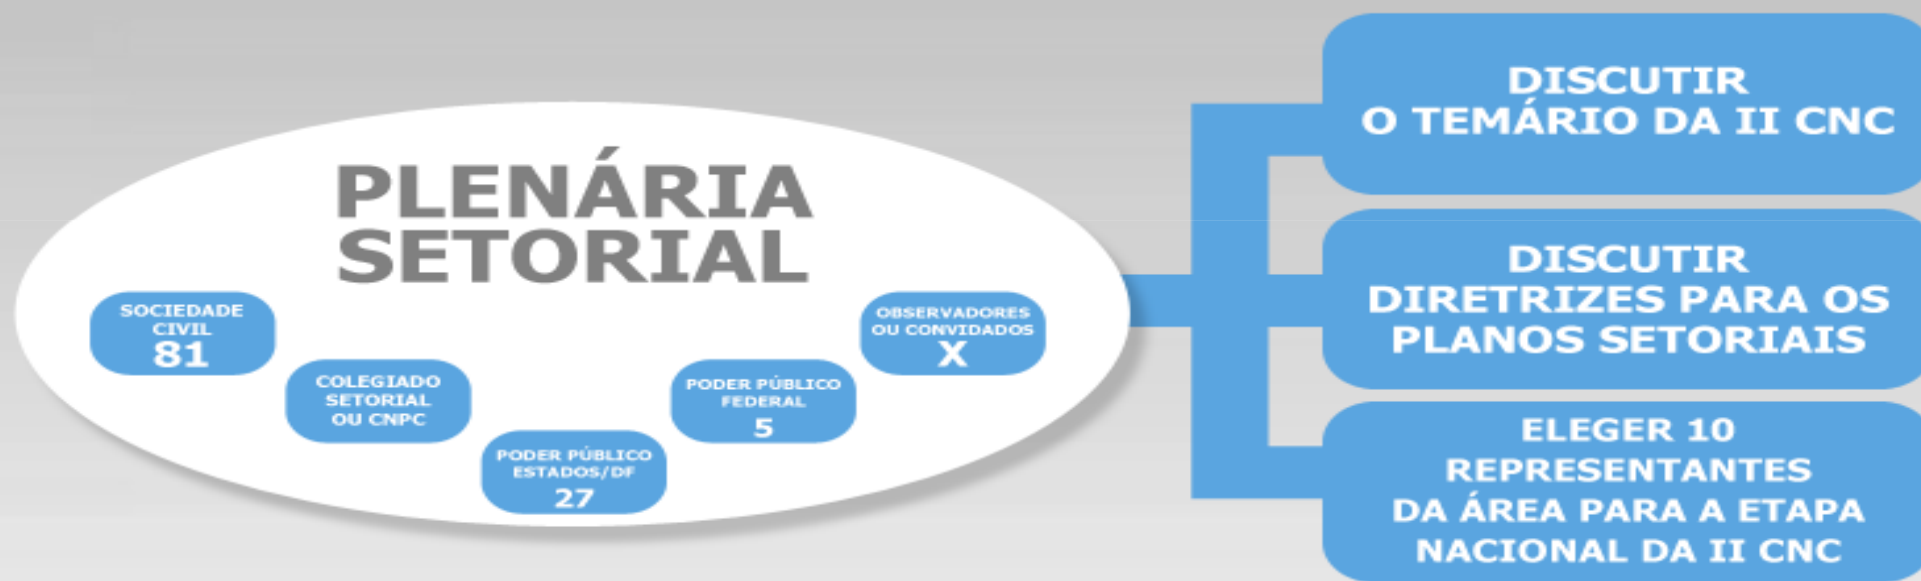 PLENÁRIA
SETORIAL
SOCIEDADE
CIVIL
81
COLEGIADO
SETORIAL
OU CNPC
PODER PÚBLICO
ESTADOS/DF
27
PODER PÚBLICO
FEDERAL
5
OBSERVADORES
OU CONVIDADOS
X
DISCUTIR
O TEMÁRIO DA II CNC
DISCUTIR
DIRETRIZES PARA OS
PLANOS SETORIAIS
ELEGER 10
REPRESENTANTES
DA ÁREA PARA A ETAPA
NACIONAL DA II CNC